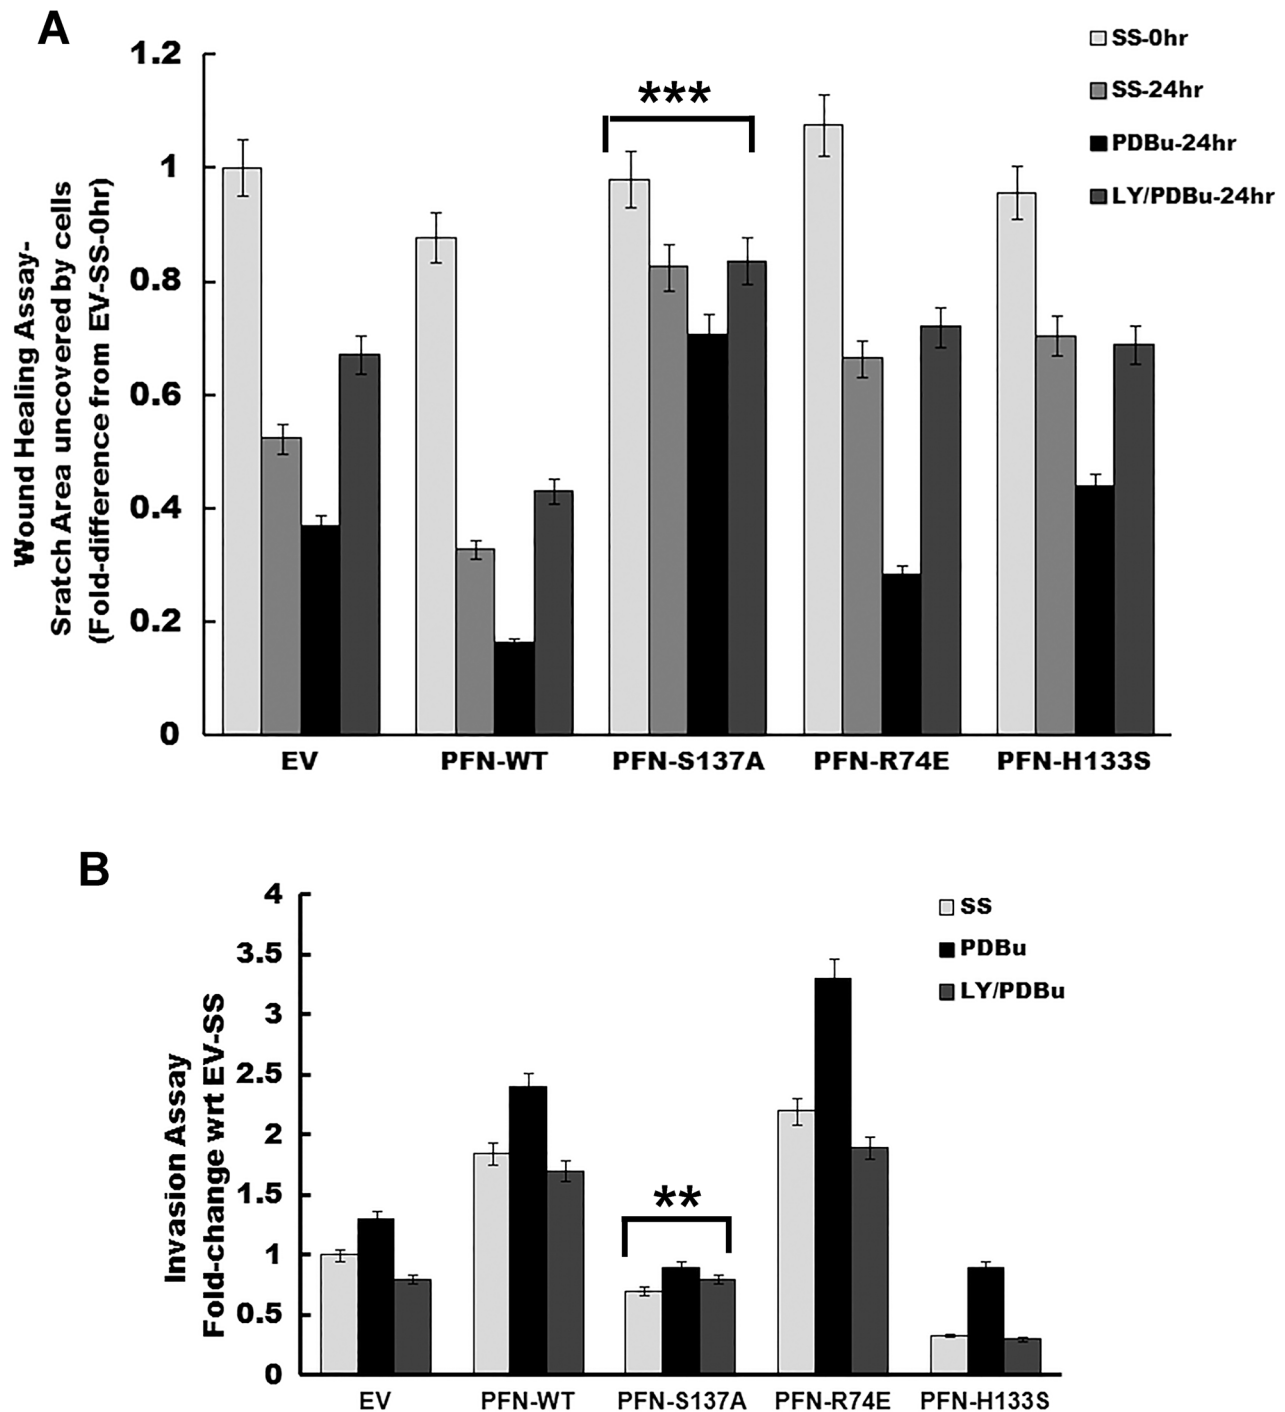 A
SS-0hr
SS-24hr
PDBu-24hr
LY/PDBu-24hr
Wound Healing Assay-
Sratch Area uncovered by cells
(Fold-difference from EV-SS-0hr)
1.2
1
0.8
0.6
0.4
0.2
0
***
EV
PFN-WT
PFN-S137A
PFN-R74E
PFN-H133S
B
SS
PDBu
LY/PDBu
Invasion Assay
Fold-change wrt EV-SS
4
3.5
3
2.5
2
1.5
1
0.5
0
**
EV
PFN-WT
PFN-S137A
PFN-R74E
PFN-H133S